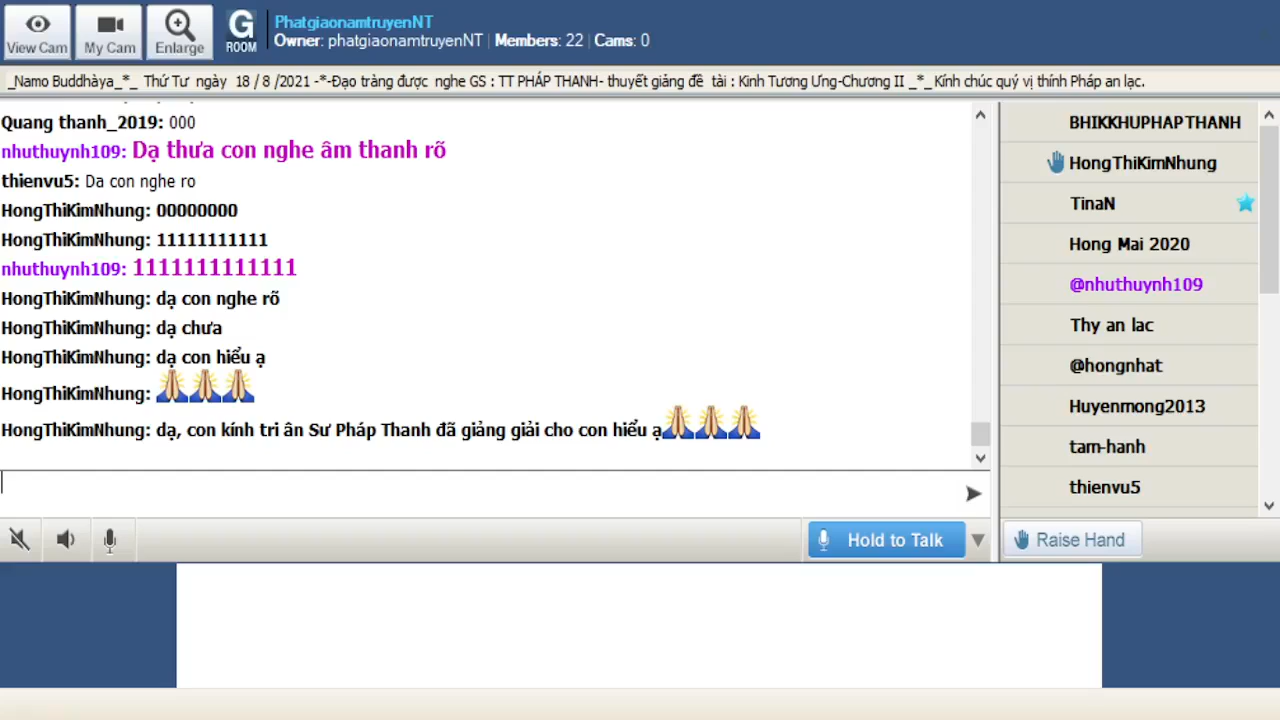 View Cam
My Cam
Enlarge
G
ROOM
PhatgiaonamtruyenNT
Owner: phatgiaonamtruyenNT | Members: 22 | Cams: 0
_Namo Buddhàya_*_ Thứ Tư ngày 18 / 8 /2021 -*-Đạo tràng được nghe GS : TT PHÁP THANH- thuyết giảng đề tài : Kinh Tương Ưng-Chương II _*_ Kính chúc quý vị thính Pháp an lạc.
Quang thanh_2019: 000
nhuthuynh109: Dạ thưa con nghe âm thanh rõ
thienvu5: Da con nghe ro
HongThiKimNhung: 00000000
HongThiKimNhung: 11111111111
nhuthuynh109: 1111111111111
HongThiKimNhung: dạ con nghe rõ
HongThiKimNhung: dạ chưa
HongThiKimNhung: dạ con hiểu ạ
HongThiKimNhung: 🙏🙏🙏
HongThiKimNhung: dạ, con kính tri ân Sư Pháp Thanh đã giảng giải cho con hiểu ạ🙏🙏🙏
BHIKKHUPHAPTHANH
HongThiKimNhung
TinaN
Hong Mai 2020
@nhuthuynh109
Thy an lac
@hongnhat
Huyenmong2013
tam-hanh
thienvu5
Hold to Talk
Raise Hand